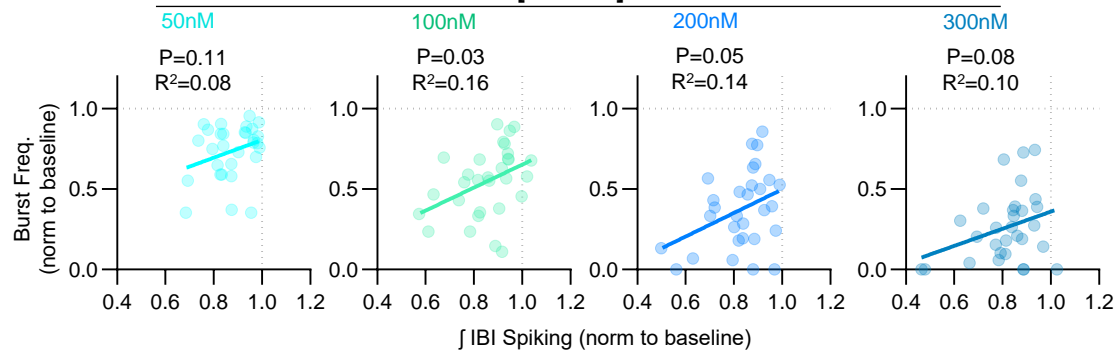 50nM 100nM 200nM 300nM
P=0.11 P=0.03 P=0.05 P=0.08
R²=0.08 R²=0.16 R²=0.14 R²=0.10
Burst Freq.
(norm to baseline)
1.0 1.0 1.0 1.0
0.5 0.5 0.5 0.5
0.0 0.0 0.0 0.0
0.4 0.6 0.8 1.0 1.2 0.4 0.6 0.8 1.0 1.2 0.4 0.6 0.8 1.0 1.2 0.4 0.6 0.8 1.0 1.2
∫ IBI Spiking (norm to baseline)